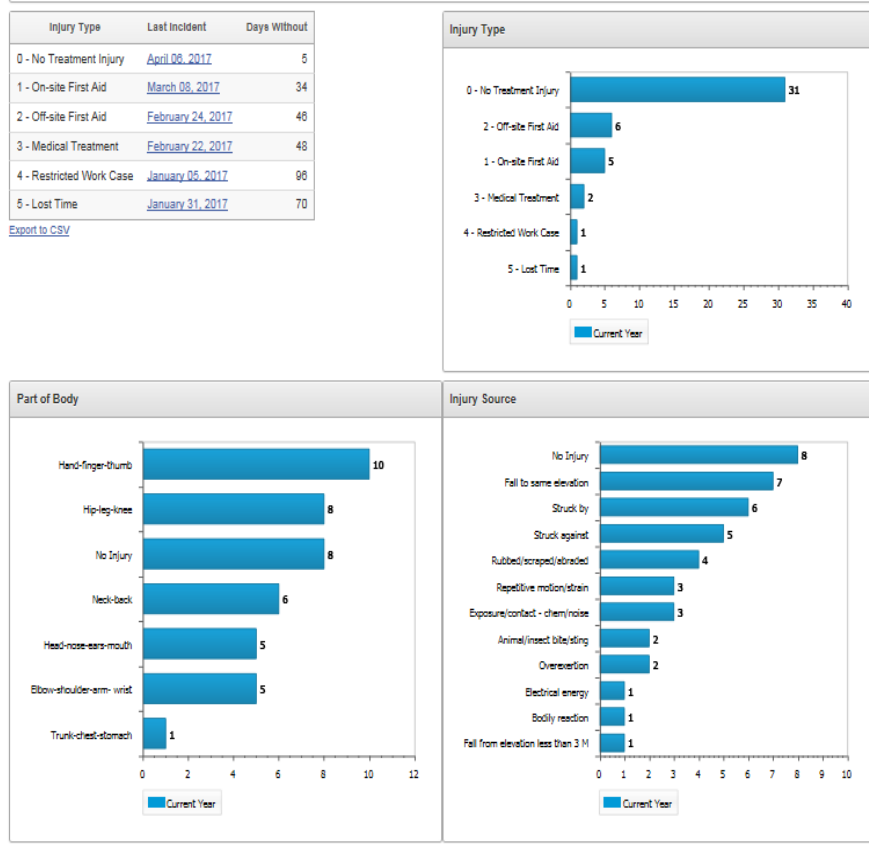 Injury Type Last Incident Days Without
0 - No Treatment Injury April 06, 2017 5
1 - On-site First Aid March 08, 2017 34
2 - Off-site First Aid February 24, 2017 46
3 - Medical Treatment February 22, 2017 48
4 - Restricted Work Case January 05, 2017 96
5 - Lost Time January 31, 2017 70
Export to CSV
Injury Type
0 - No Treatment Injury 31
2 - Off-site First Aid 6
1 - On-site First Aid 5
3 - Medical Treatment 2
4 - Restricted Work Case 1
5 - Lost Time 1
0 5 10 15 20 25 30 35 40
Current Year
Part of Body
Hand-finger-thumb 10
Hip-leg-knee 8
No Injury 8
Neck-back 6
Head-nose-ears-mouth 5
Elbow-shoulder-arm- wrist 5
Trunk-chest-stomach 1
0 2 4 6 8 10 12
Current Year
Injury Source
No Injury 8
Fall to same elevation 7
Struck by 6
Struck against 5
Rubbed/scraped/abraded 4
Repetitive motion/strain 3
Exposure/contact - chem/noise 3
Animal/insect bite/sting 2
Overexertion 2
Electrical energy 1
Bodily reaction 1
Fall from elevation less than 3 M 1
0 1 2 3 4 5 6 7 8 9 10
Current Year